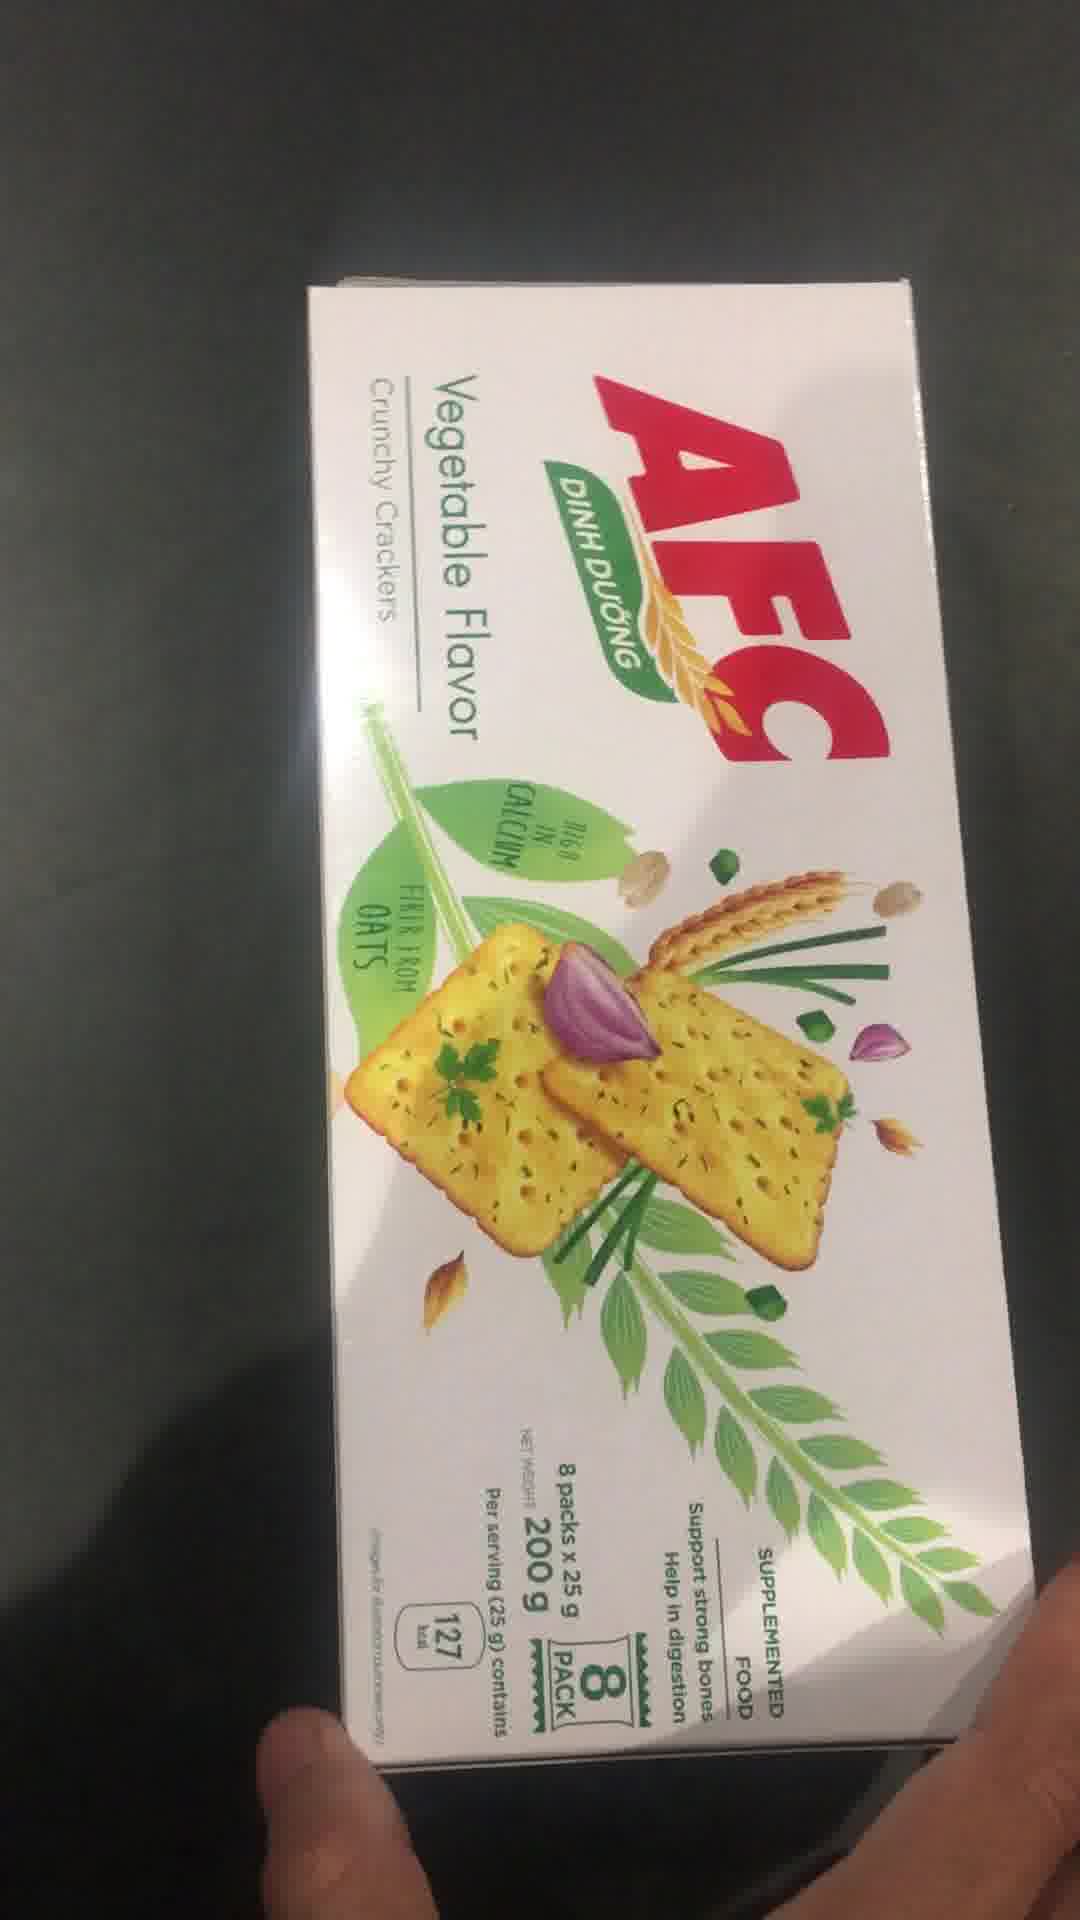 AFC
DINH DƯỠNG
Vegetable Flavor
Crunchy Crackers
HIGH
IN
CALCIUM
FIBER FROM
OATS
SUPPLEMENTED
FOOD
Support strong bones
Help in digestion
8
PACK
8 packs x 25 g
NET WEIGHT 200 g
Per serving (25 g) contains
127
kcal